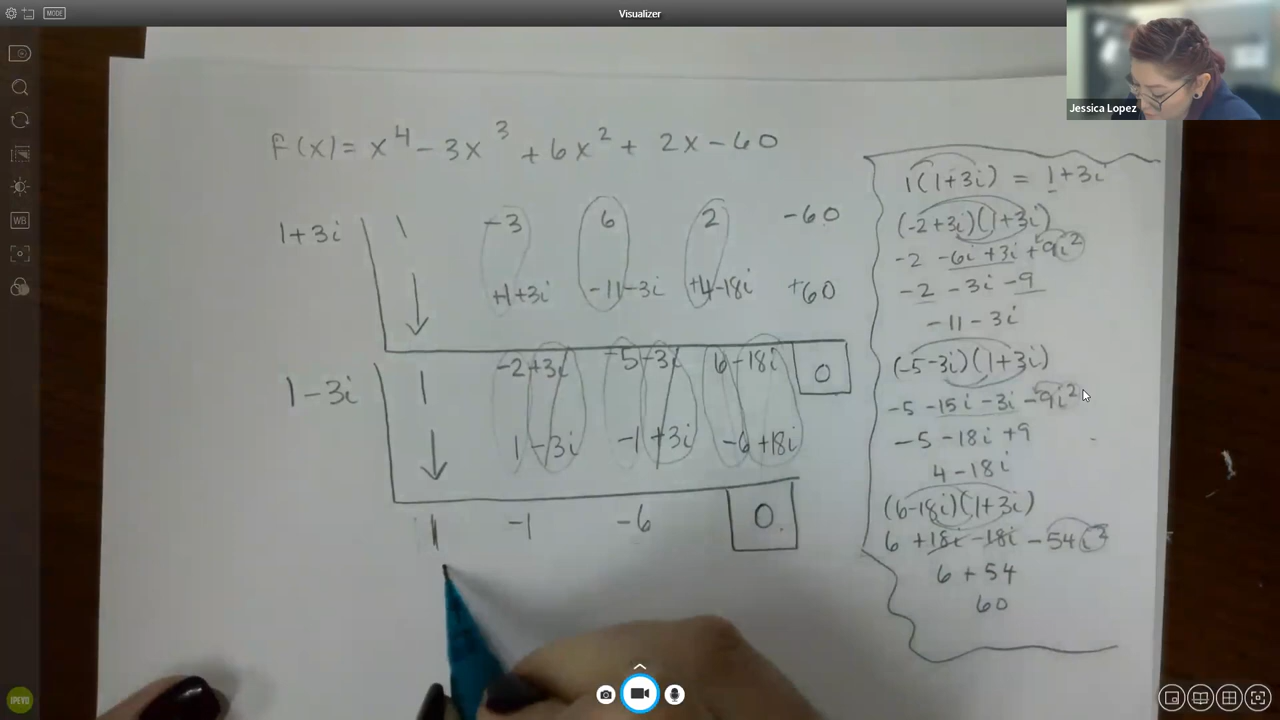 MODE
Visualizer
Jessica Lopez
WB
f(x) = x⁴ - 3x³ + 6x² + 2x - 60
1+3i 1 -3 6 2 -60
+1+3i -11-3i +4-18i +60
-2+3i -5-3i 6-18i 0
1-3i 1
1-3i -1+3i -6+18i
1 -1 -6 0.
1(1+3i) = 1+3i
(-2+3i)(1+3i)
-2 -6i +3i +9i²
-2 -3i -9
-11 -3i
(-5-3i)(1+3i)
-5 -15i -3i -9i²
-5 -18i +9
4 -18i
(6-18i)(1+3i)
6 +18i -18i -54i²
6 + 54
60
IPEVO